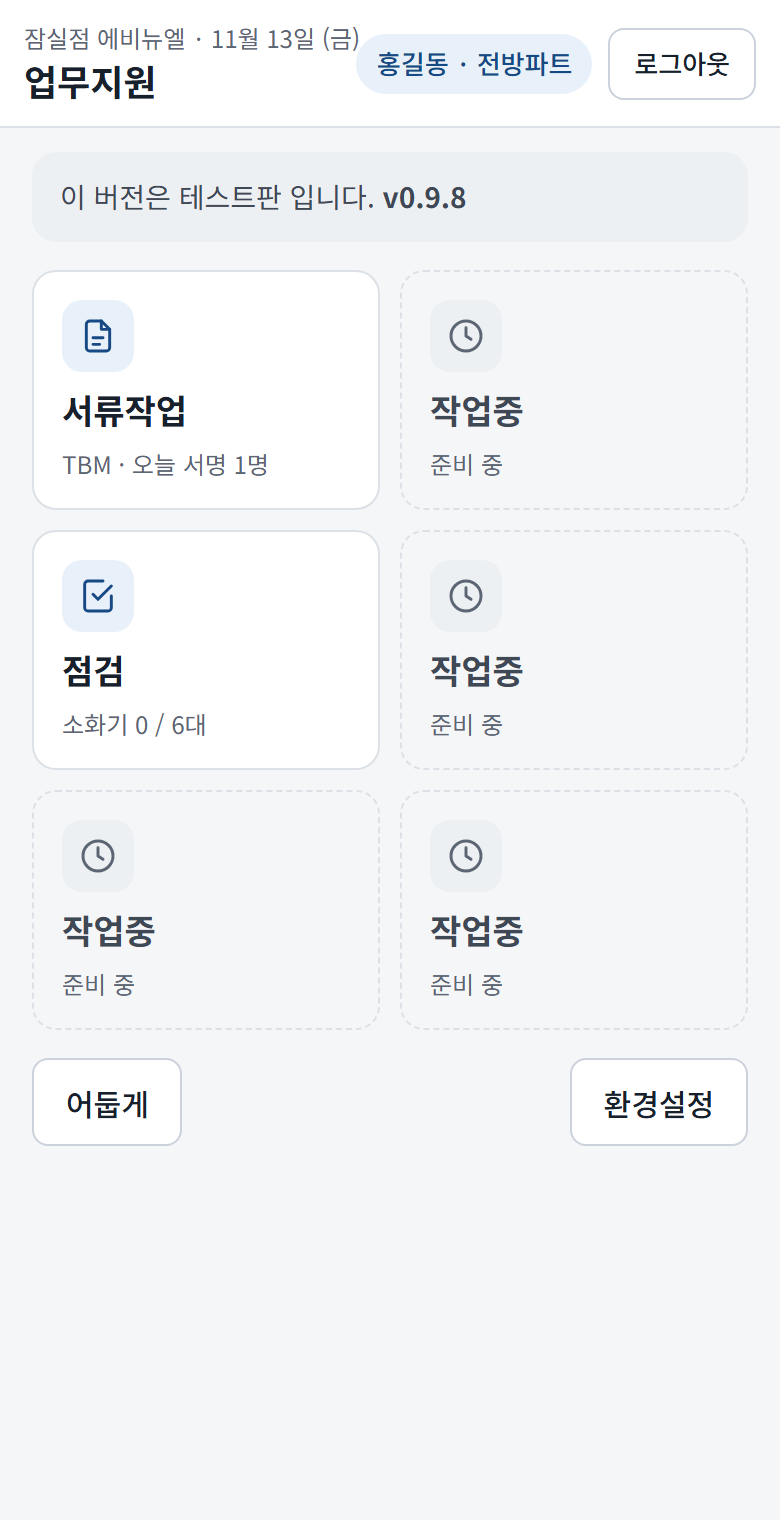 잠실점 에비뉴엘 · 11월 13일 (금)
업무지원
홍길동 · 전방파트
로그아웃
이 버전은 테스트판 입니다. v0.9.8
서류작업
TBM · 오늘 서명 1명
작업중
준비 중
점검
소화기 0 / 6대
작업중
준비 중
작업중
준비 중
작업중
준비 중
어둡게
환경설정